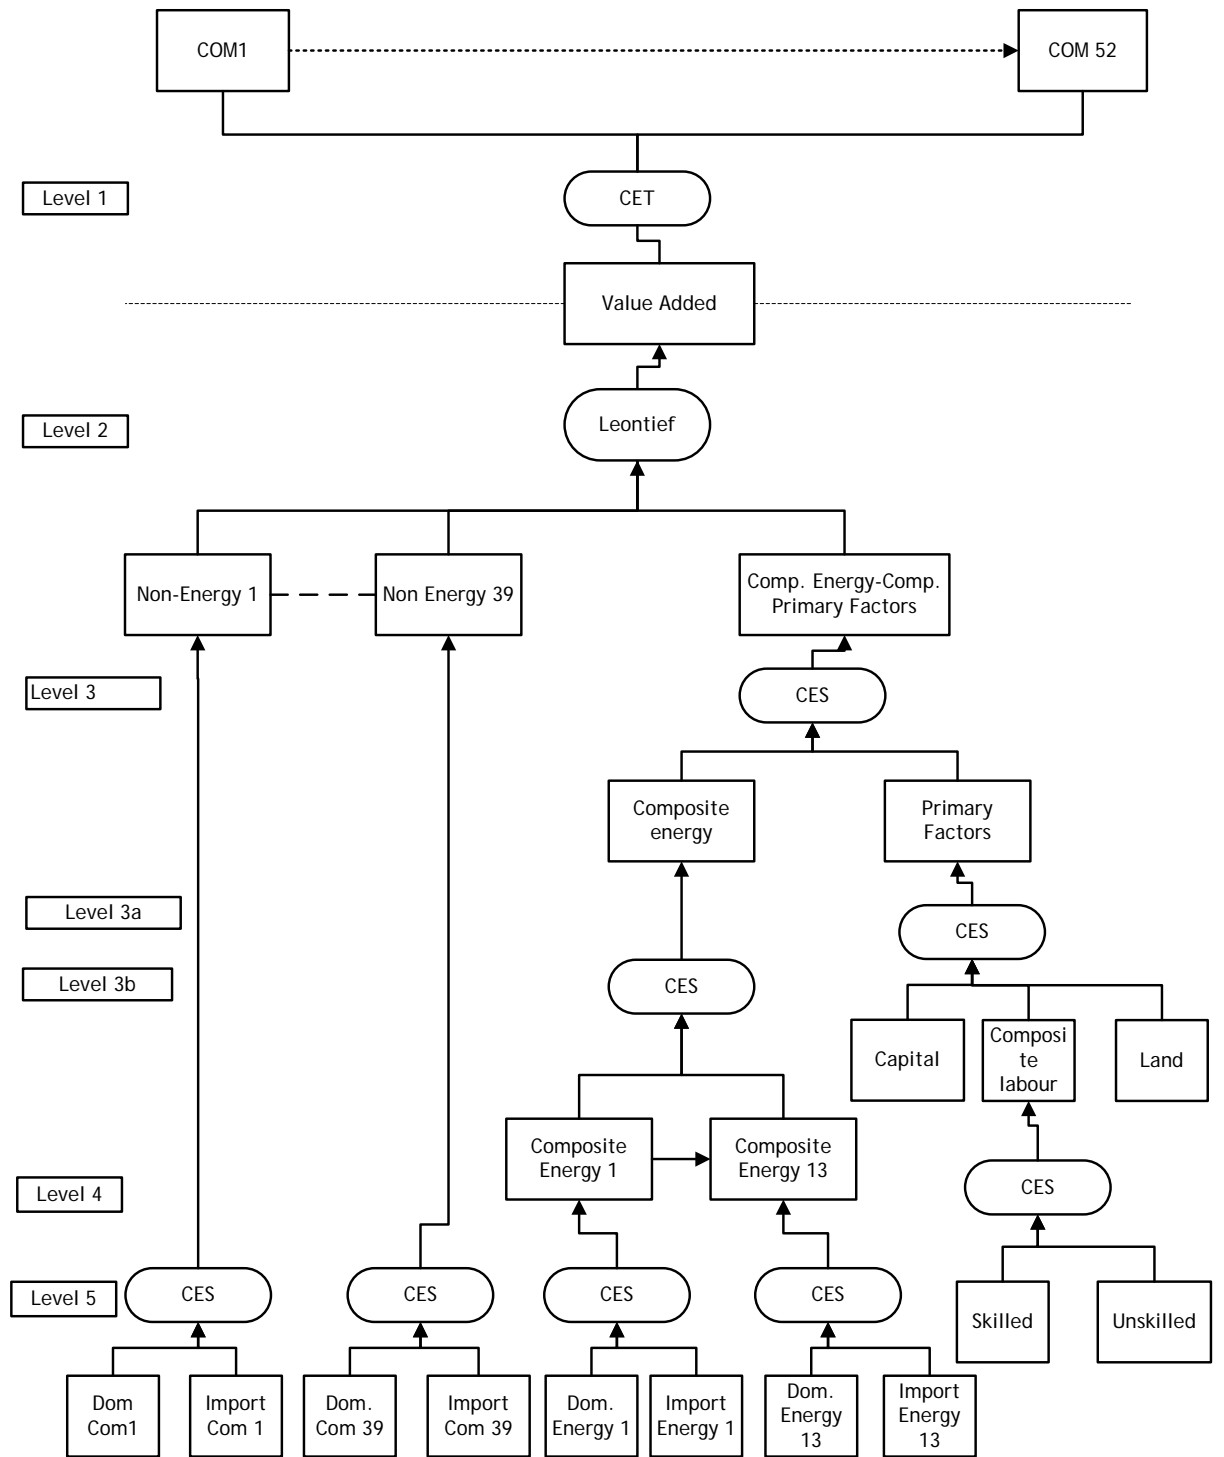 COM1
COM 52
Level 1
CET
Value Added
Level 2
Leontief
Non-Energy 1
Non Energy 39
Comp. Energy-Comp.
Primary Factors
Level 3
CES
Composite
energy
Primary
Factors
Level 3a
CES
Level 3b
CES
Capital
Composi
te
labour
Land
Composite
Energy 1
Composite
Energy 13
Level 4
CES
Level 5
CES
CES
CES
CES
Skilled
Unskilled
Dom
Com1
Import
Com 1
Dom.
Com 39
Import
Com 39
Dom.
Energy 1
Import
Energy 1
Dom.
Energy
13
Import
Energy
13